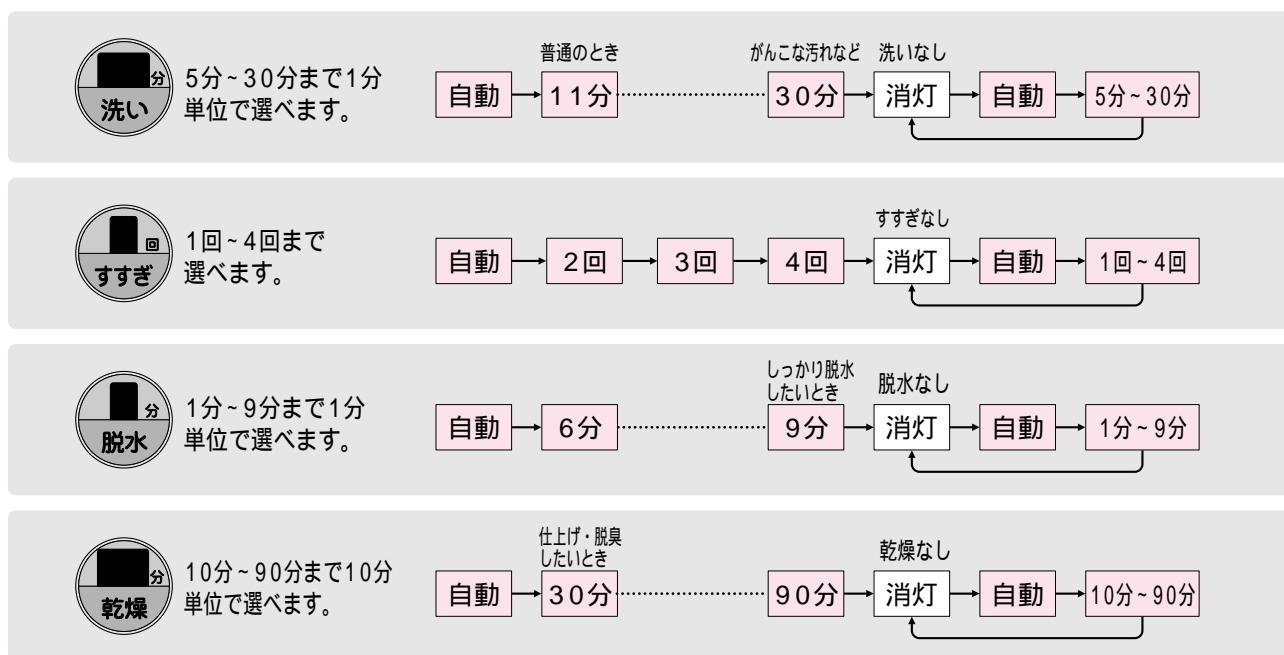 分
洗い
5分~30分まで1分
単位で選べます。
普通のとき
がんこな汚れなど
洗いなし
自動
11分
30分
消灯
自動
5分~30分
回
すすぎ
1回~4回まで
選べます。
すすぎなし
自動
2回
3回
4回
消灯
自動
1回~4回
分
脱水
1分~9分まで1分
単位で選べます。
しっかり脱水
したいとき
脱水なし
自動
6分
9分
消灯
自動
1分~9分
分
乾燥
10分~90分まで10分
単位で選べます。
仕上げ・脱臭
したいとき
乾燥なし
自動
30分
90分
消灯
自動
10分~90分